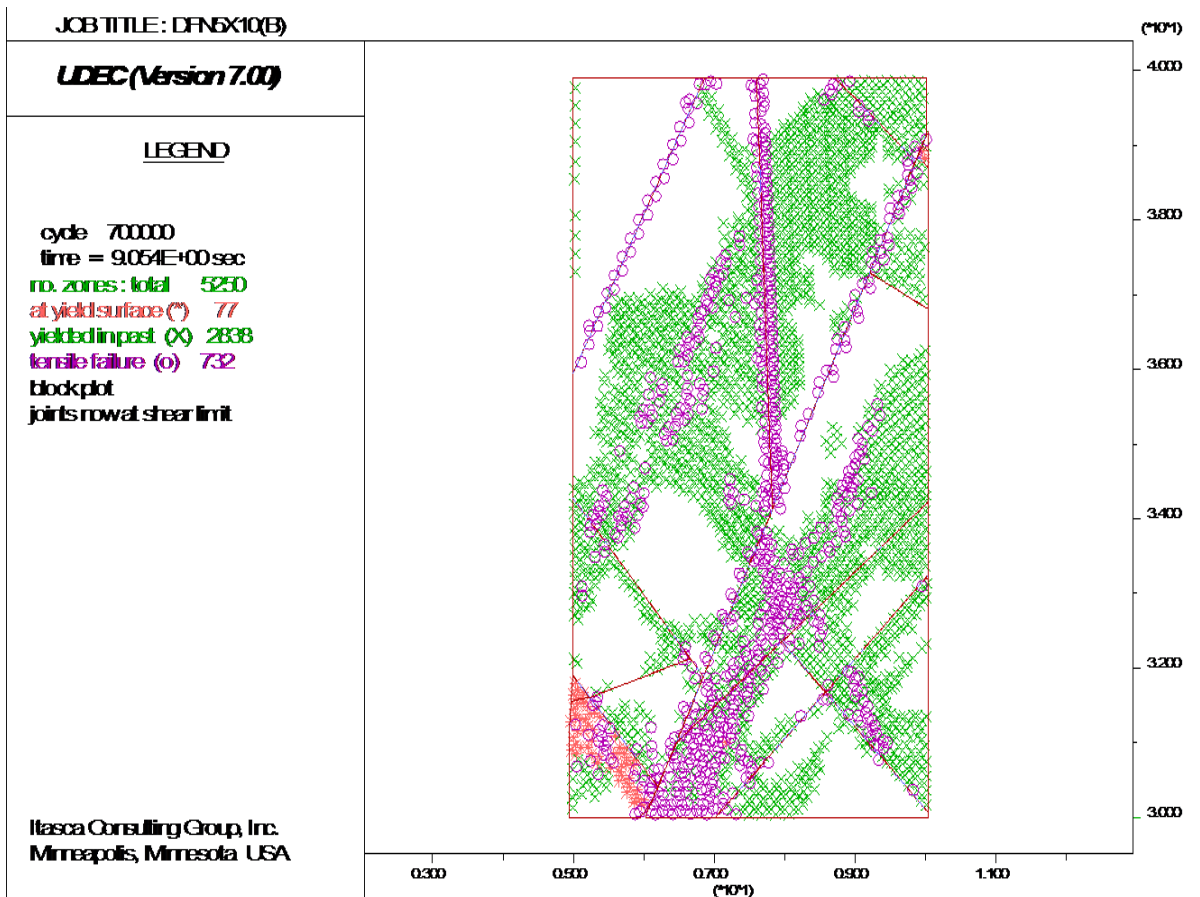 JOB TITLE : DFN5X10(B)
(*10^1)
UDEC (Version 7.00)
LEGEND
cycle 700000
time = 9.054E+00 sec
no. zones : total 5250
at yield surface (*) 77
yielded in past (X) 2838
tensile failure (o) 732
block plot
joints now at shear limit
Itasca Consulting Group, Inc.
Minneapolis, Minnesota USA
4.000
3.800
3.600
3.400
3.200
3.000
0.300
0.500
0.700
0.900
1.100
(*10^1)